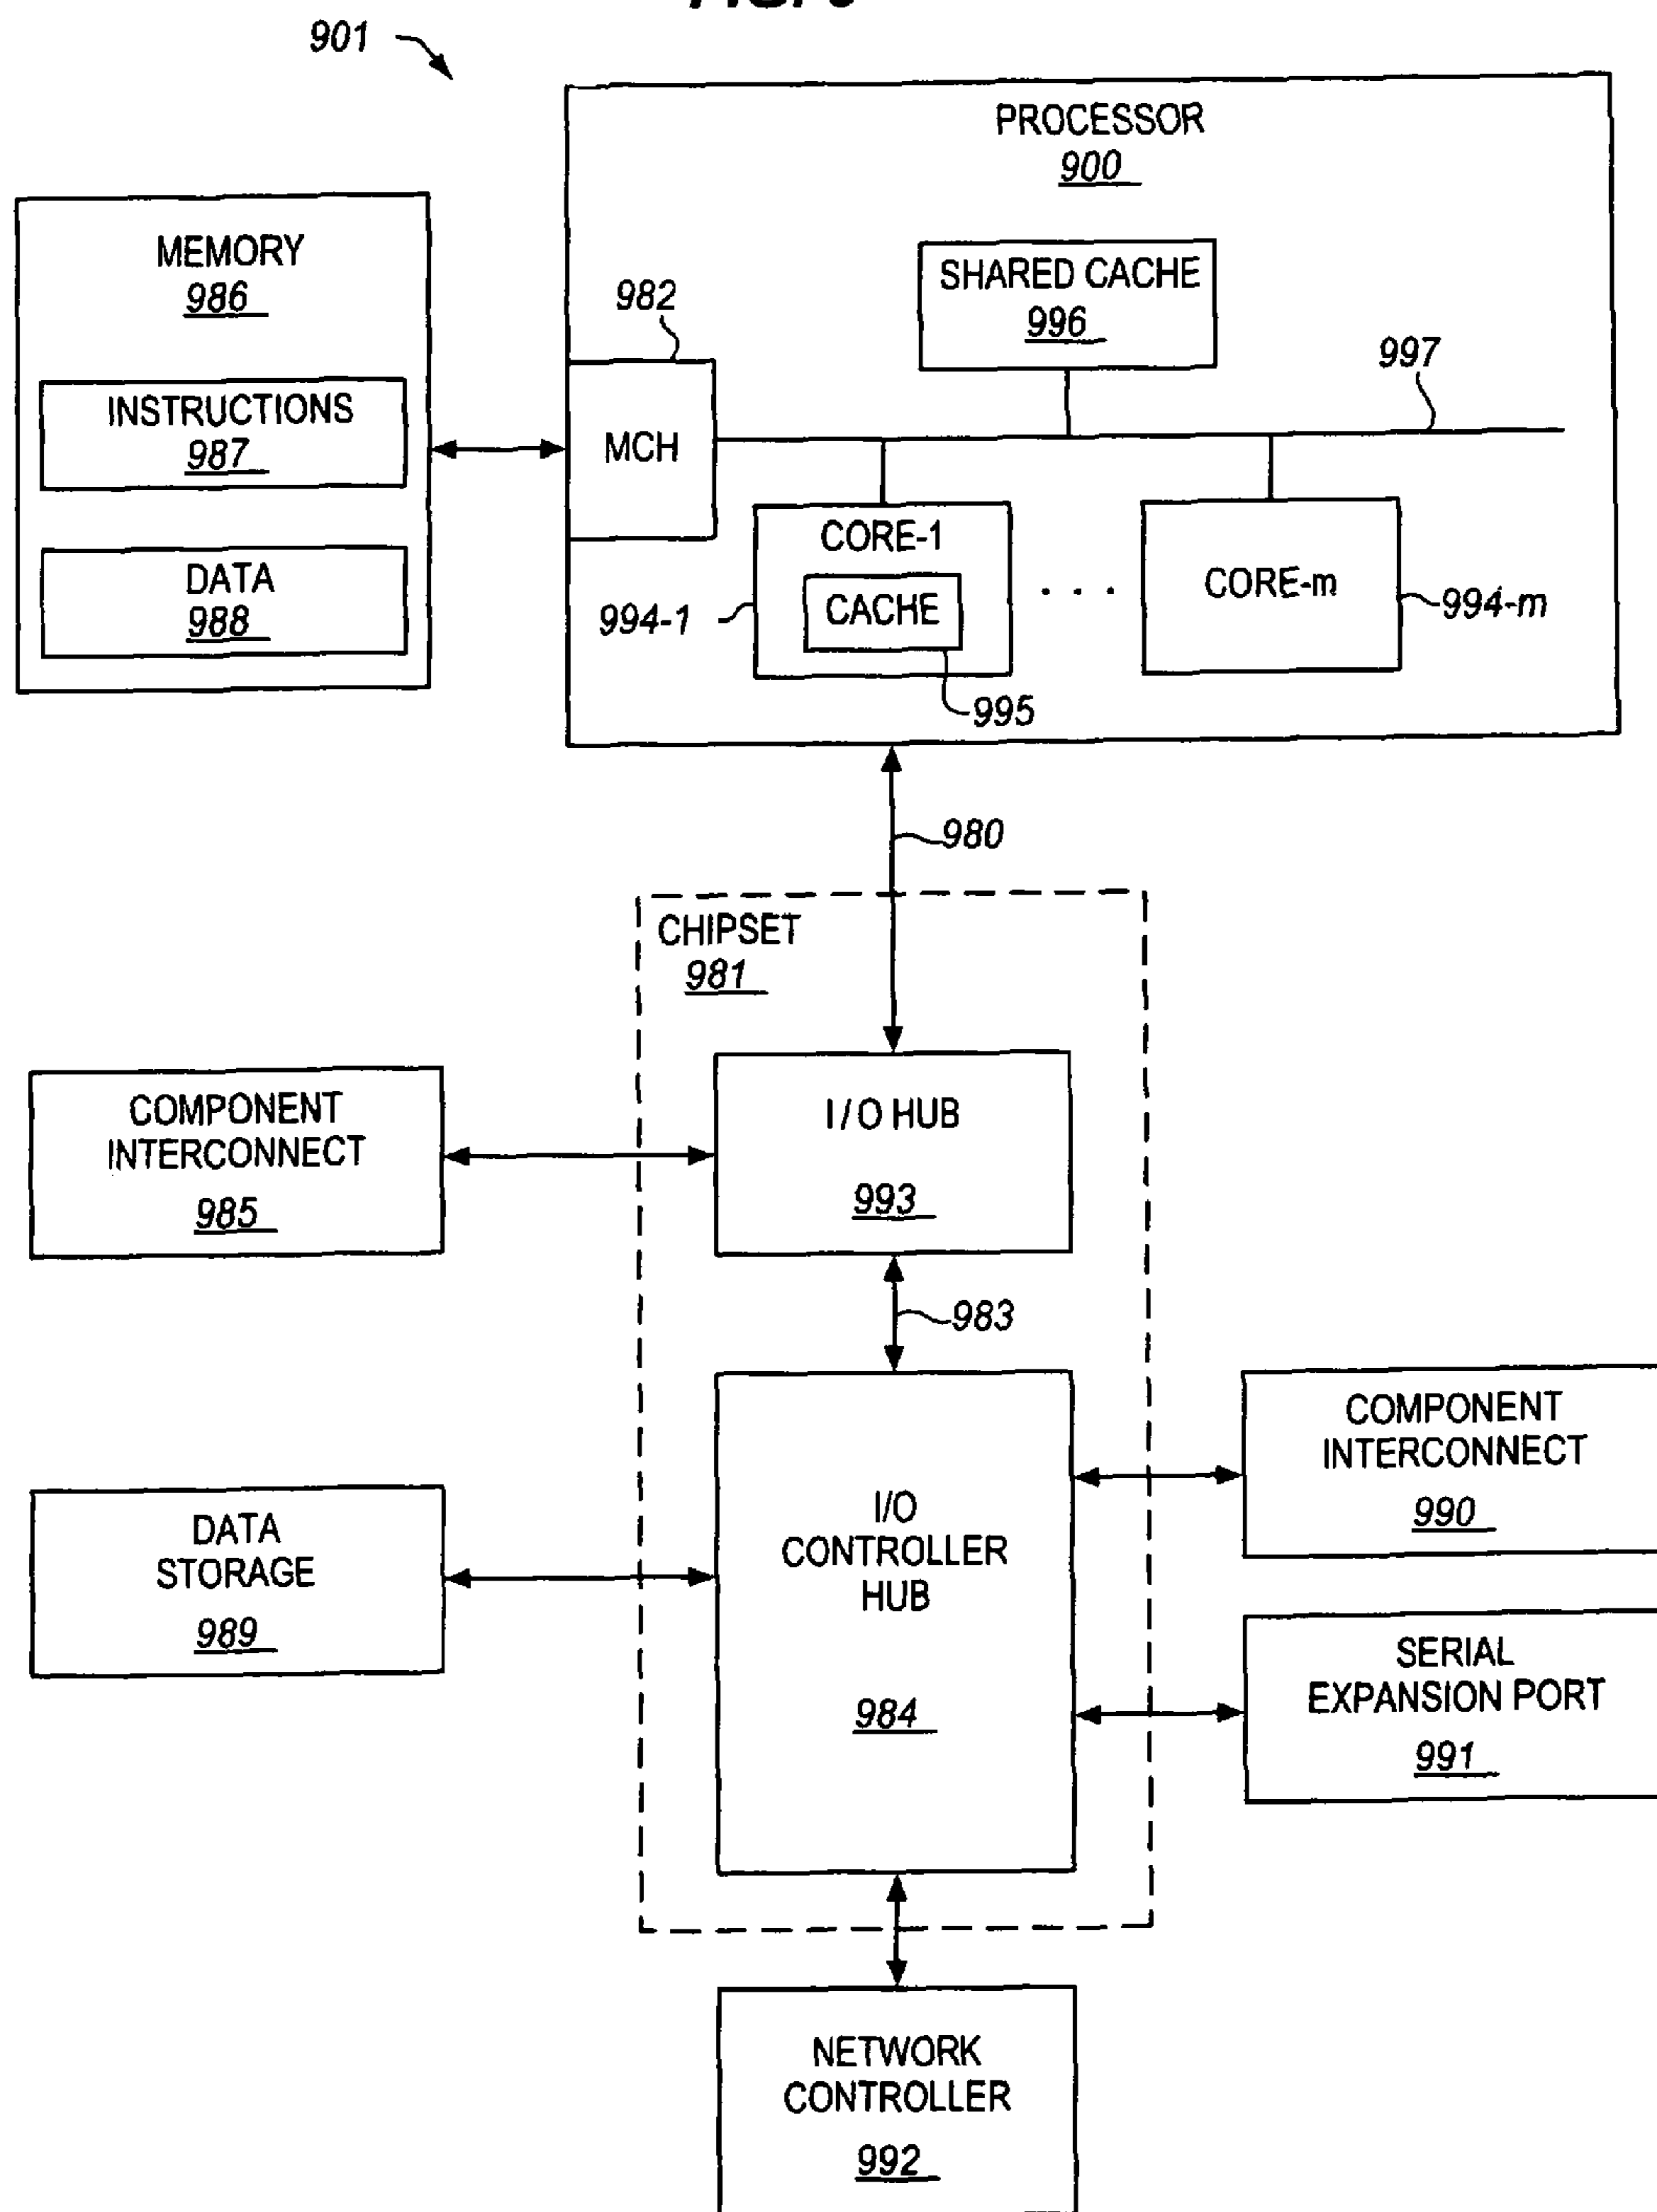 901
PROCESSOR
900
MEMORY
986
INSTRUCTIONS
987
DATA
988
982
MCH
SHARED CACHE
996
997
CORE-1
CACHE
994-1
995
. . .
CORE-m
994-m
980
CHIPSET
981
I/O HUB
993
COMPONENT
INTERCONNECT
985
983
I/O
CONTROLLER
HUB
984
DATA
STORAGE
989
COMPONENT
INTERCONNECT
990
SERIAL
EXPANSION PORT
991
NETWORK
CONTROLLER
992